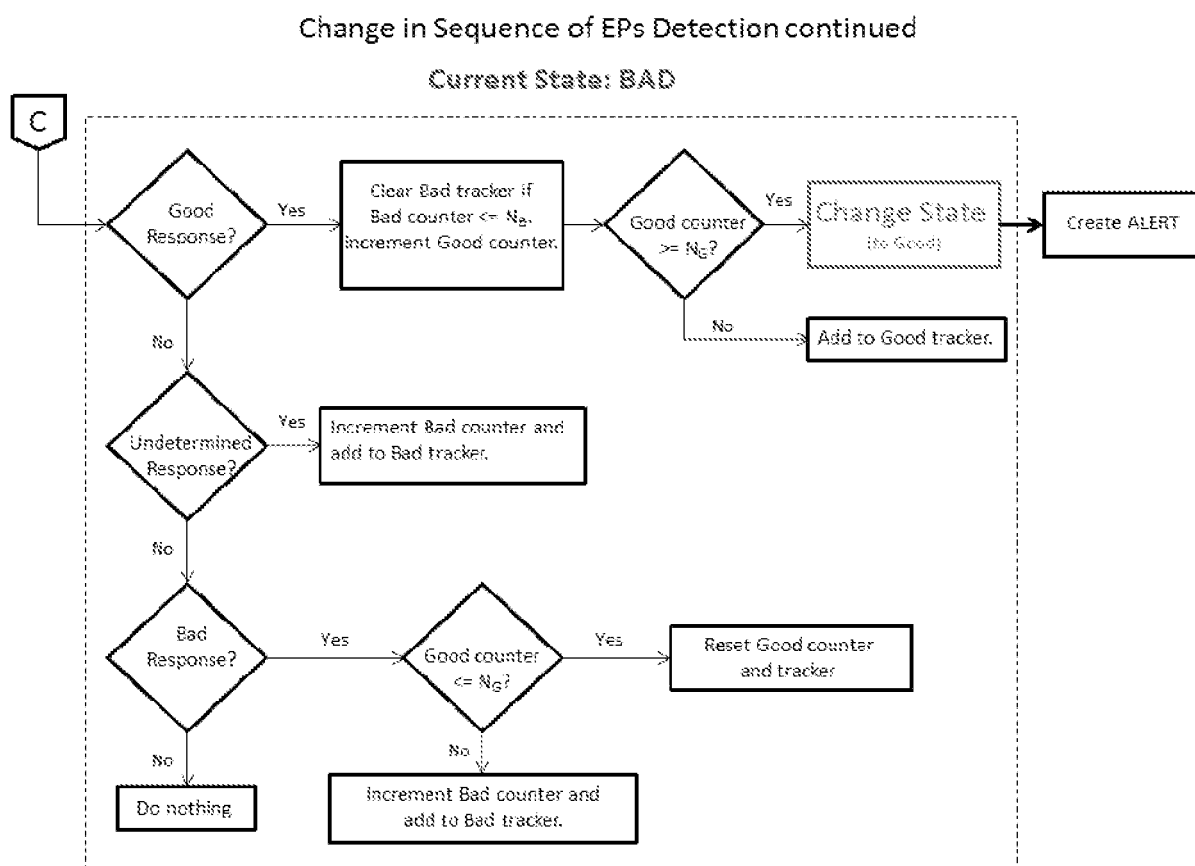 Change in Sequence of EPs Detection continued
Current State: BAD
C
Good
Response?
Yes
Clear Bad tracker if
Bad counter <= N_B.
Increment Good counter.
Good counter
>= N_G?
Yes
Change State
(to Good)
Create ALERT
No
Add to Good tracker.
No
Undetermined
Response?
Yes
Increment Bad counter and
add to Bad tracker.
No
Bad
Response?
Yes
Good counter
<= N_G?
Yes
Reset Good counter
and tracker
No
Do nothing
No
Increment Bad counter and
add to Bad tracker.